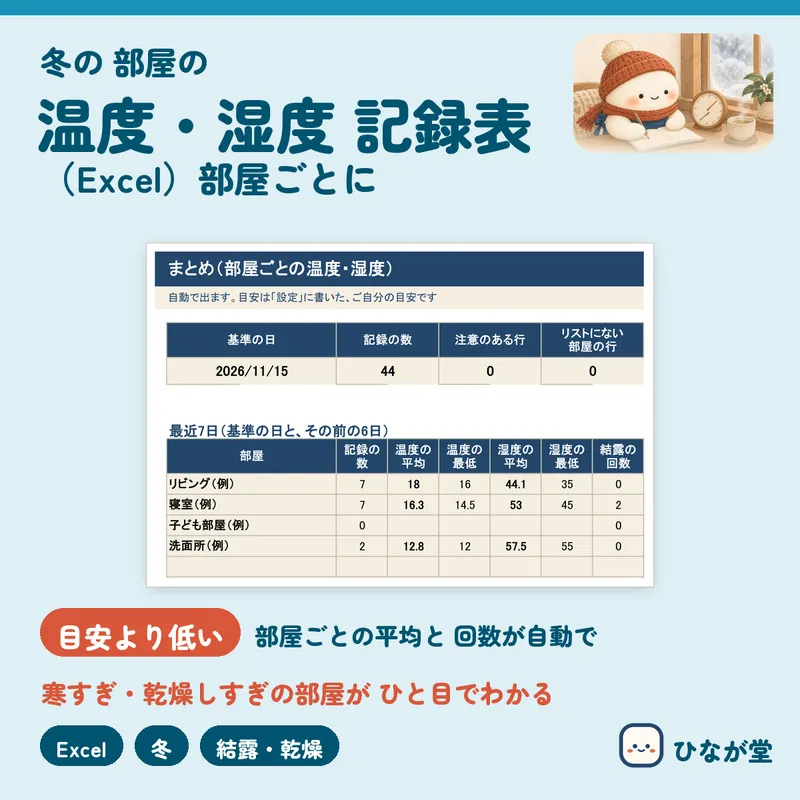 冬の 部屋の
温度・湿度 記録表
（Excel）部屋ごとに
まとめ（部屋ごとの温度・湿度）
自動で出ます。目安は「設定」に書いた、ご自分の目安です
基準の日 記録の数 注意のある行 リストにない部屋の行
2026/11/15 44 0 0
最近7日（基準の日と、その前の6日）
部屋 記録の数 温度の平均 温度の最低 湿度の平均 湿度の最低 結露の回数
リビング（例） 7 18 16 44.1 35 0
寝室（例） 7 16.3 14.5 53 45 2
子ども部屋（例） 0 0
洗面所（例） 2 12.8 12 57.5 55 0
目安より低い 部屋ごとの平均と 回数が自動で
寒すぎ・乾燥しすぎの部屋が ひと目でわかる
Excel 冬 結露・乾燥
ひなが堂